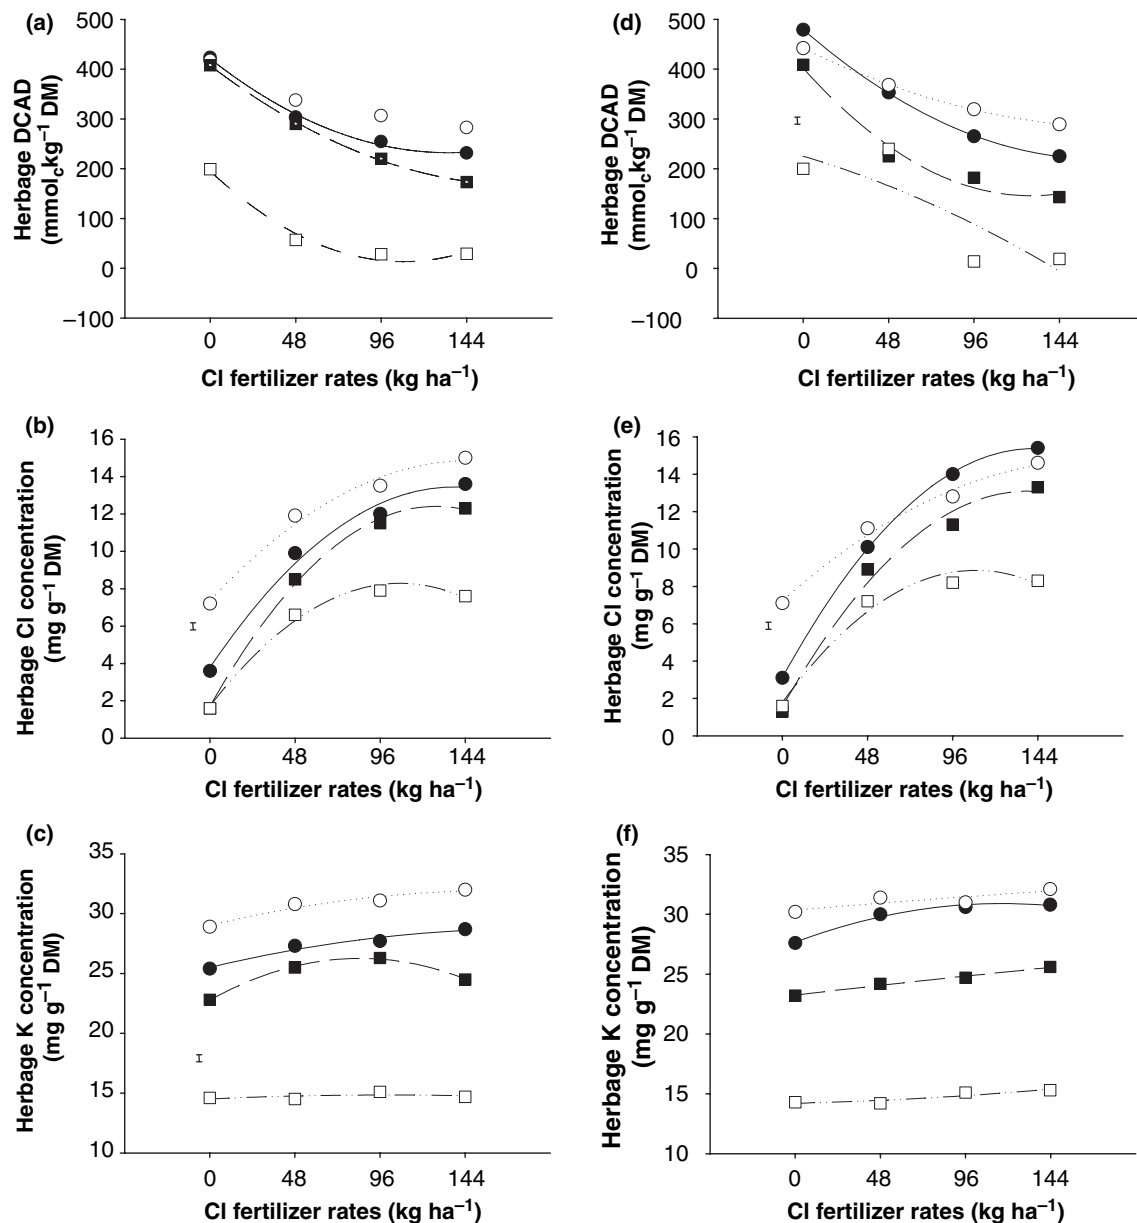 (a)
500
400
300
200
100
0
–100
Herbage DCAD
(mmolc kg–1 DM)
0 48 96 144
Cl fertilizer rates (kg ha–1)
(d)
500
400
300
200
100
0
–100
Herbage DCAD
(mmolc kg–1 DM)
0 48 96 144
Cl fertilizer rates (kg ha–1)
(b)
16
14
12
10
8
6
4
2
0
Herbage Cl concentration
(mg g–1 DM)
0 48 96 144
Cl fertilizer rates (kg ha–1)
(e)
16
14
12
10
8
6
4
2
0
Herbage Cl concentration
(mg g–1 DM)
0 48 96 144
Cl fertilizer rates (kg ha–1)
(c)
35
30
25
20
15
10
Herbage K concentration
(mg g–1 DM)
0 48 96 144
Cl fertilizer rates (kg ha–1)
(f)
35
30
25
20
15
10
Herbage K concentration
(mg g–1 DM)
0 48 96 144
Cl fertilizer rates (kg ha–1)